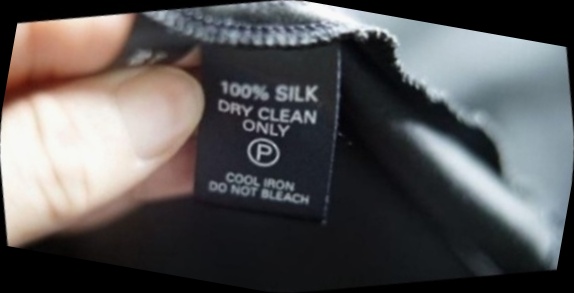 100% SILK
DRY CLEAN
ONLY
P
COOL IRON
DO NOT BLEACH